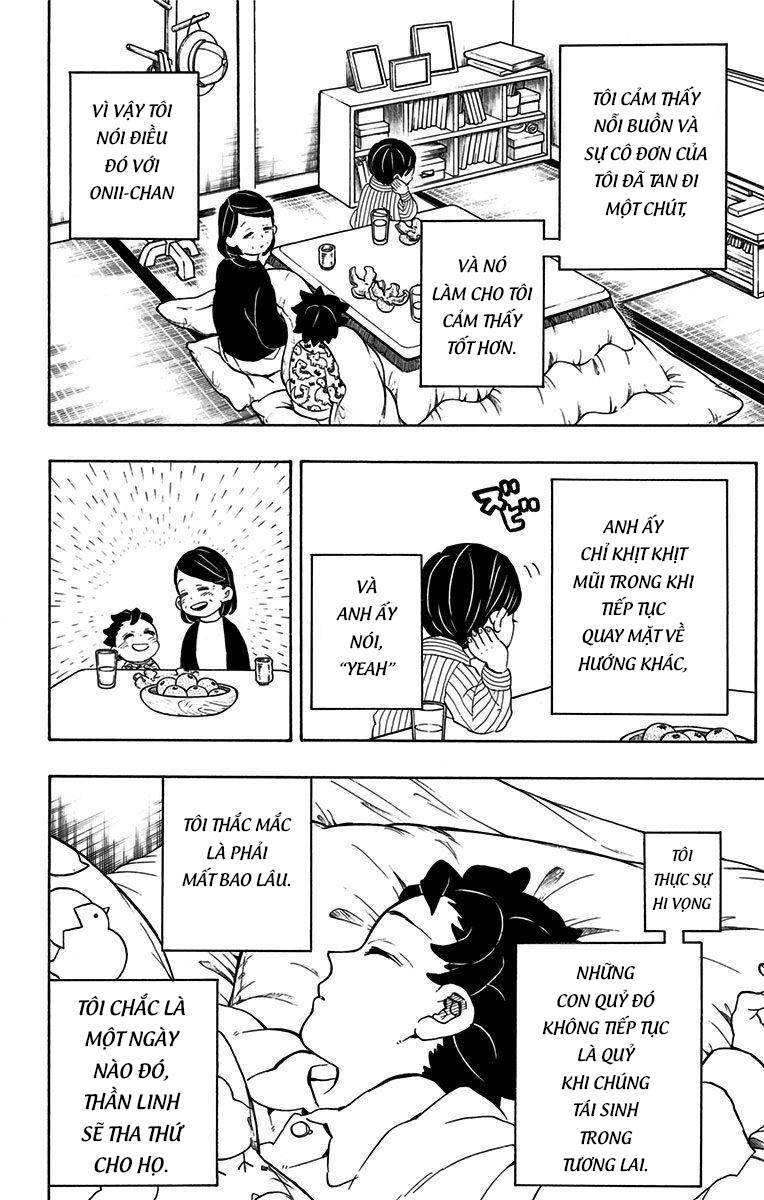 TÔI CẢM THẤY
NỖI BUỒN VÀ
SỰ CÔ ĐƠN CỦA
TÔI ĐÃ TAN ĐI
MỘT CHÚT,
VÀ NÓ
LÀM CHO TÔI
CẢM THẤY
TỐT HƠN.
VÌ VẬY TÔI
NÓI ĐIỀU
ĐÓ VỚI
ONII-CHAN
ANH ẤY
CHỈ KHỊT KHỊT
MŨI TRONG KHI
TIẾP TỤC
QUAY MẶT VỀ
HƯỚNG KHÁC,
ズビ
VÀ
ANH ẤY
NÓI,
“YEAH”
TÔI
THỰC SỰ
HI VỌNG
NHỮNG
CON QUỶ ĐÓ
KHÔNG TIẾP TỤC
LÀ QUỶ
KHI CHÚNG
TÁI SINH
TRONG
TƯƠNG LAI.
TÔI THẮC MẮC
LÀ PHẢI
MẤT BAO LÂU.
TÔI CHẮC LÀ
MỘT NGÀY
NÀO ĐÓ,
THẦN LINH
SẼ THA THỨ
CHO HỌ.